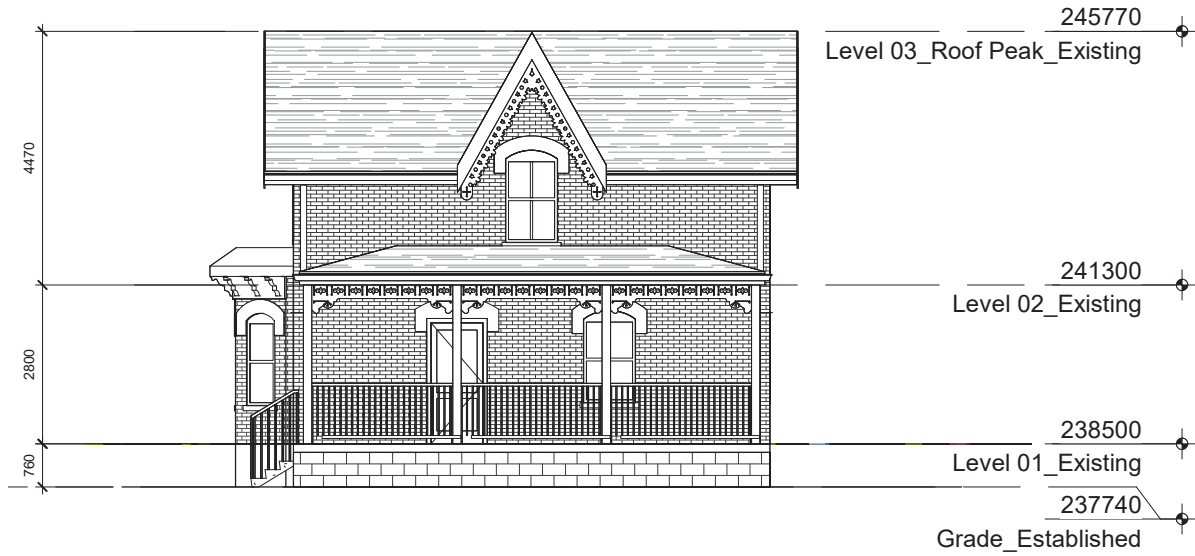 245770
Level 03_Roof Peak_Existing
4470
241300
Level 02_Existing
2800
238500
Level 01_Existing
760
237740
Grade_Established